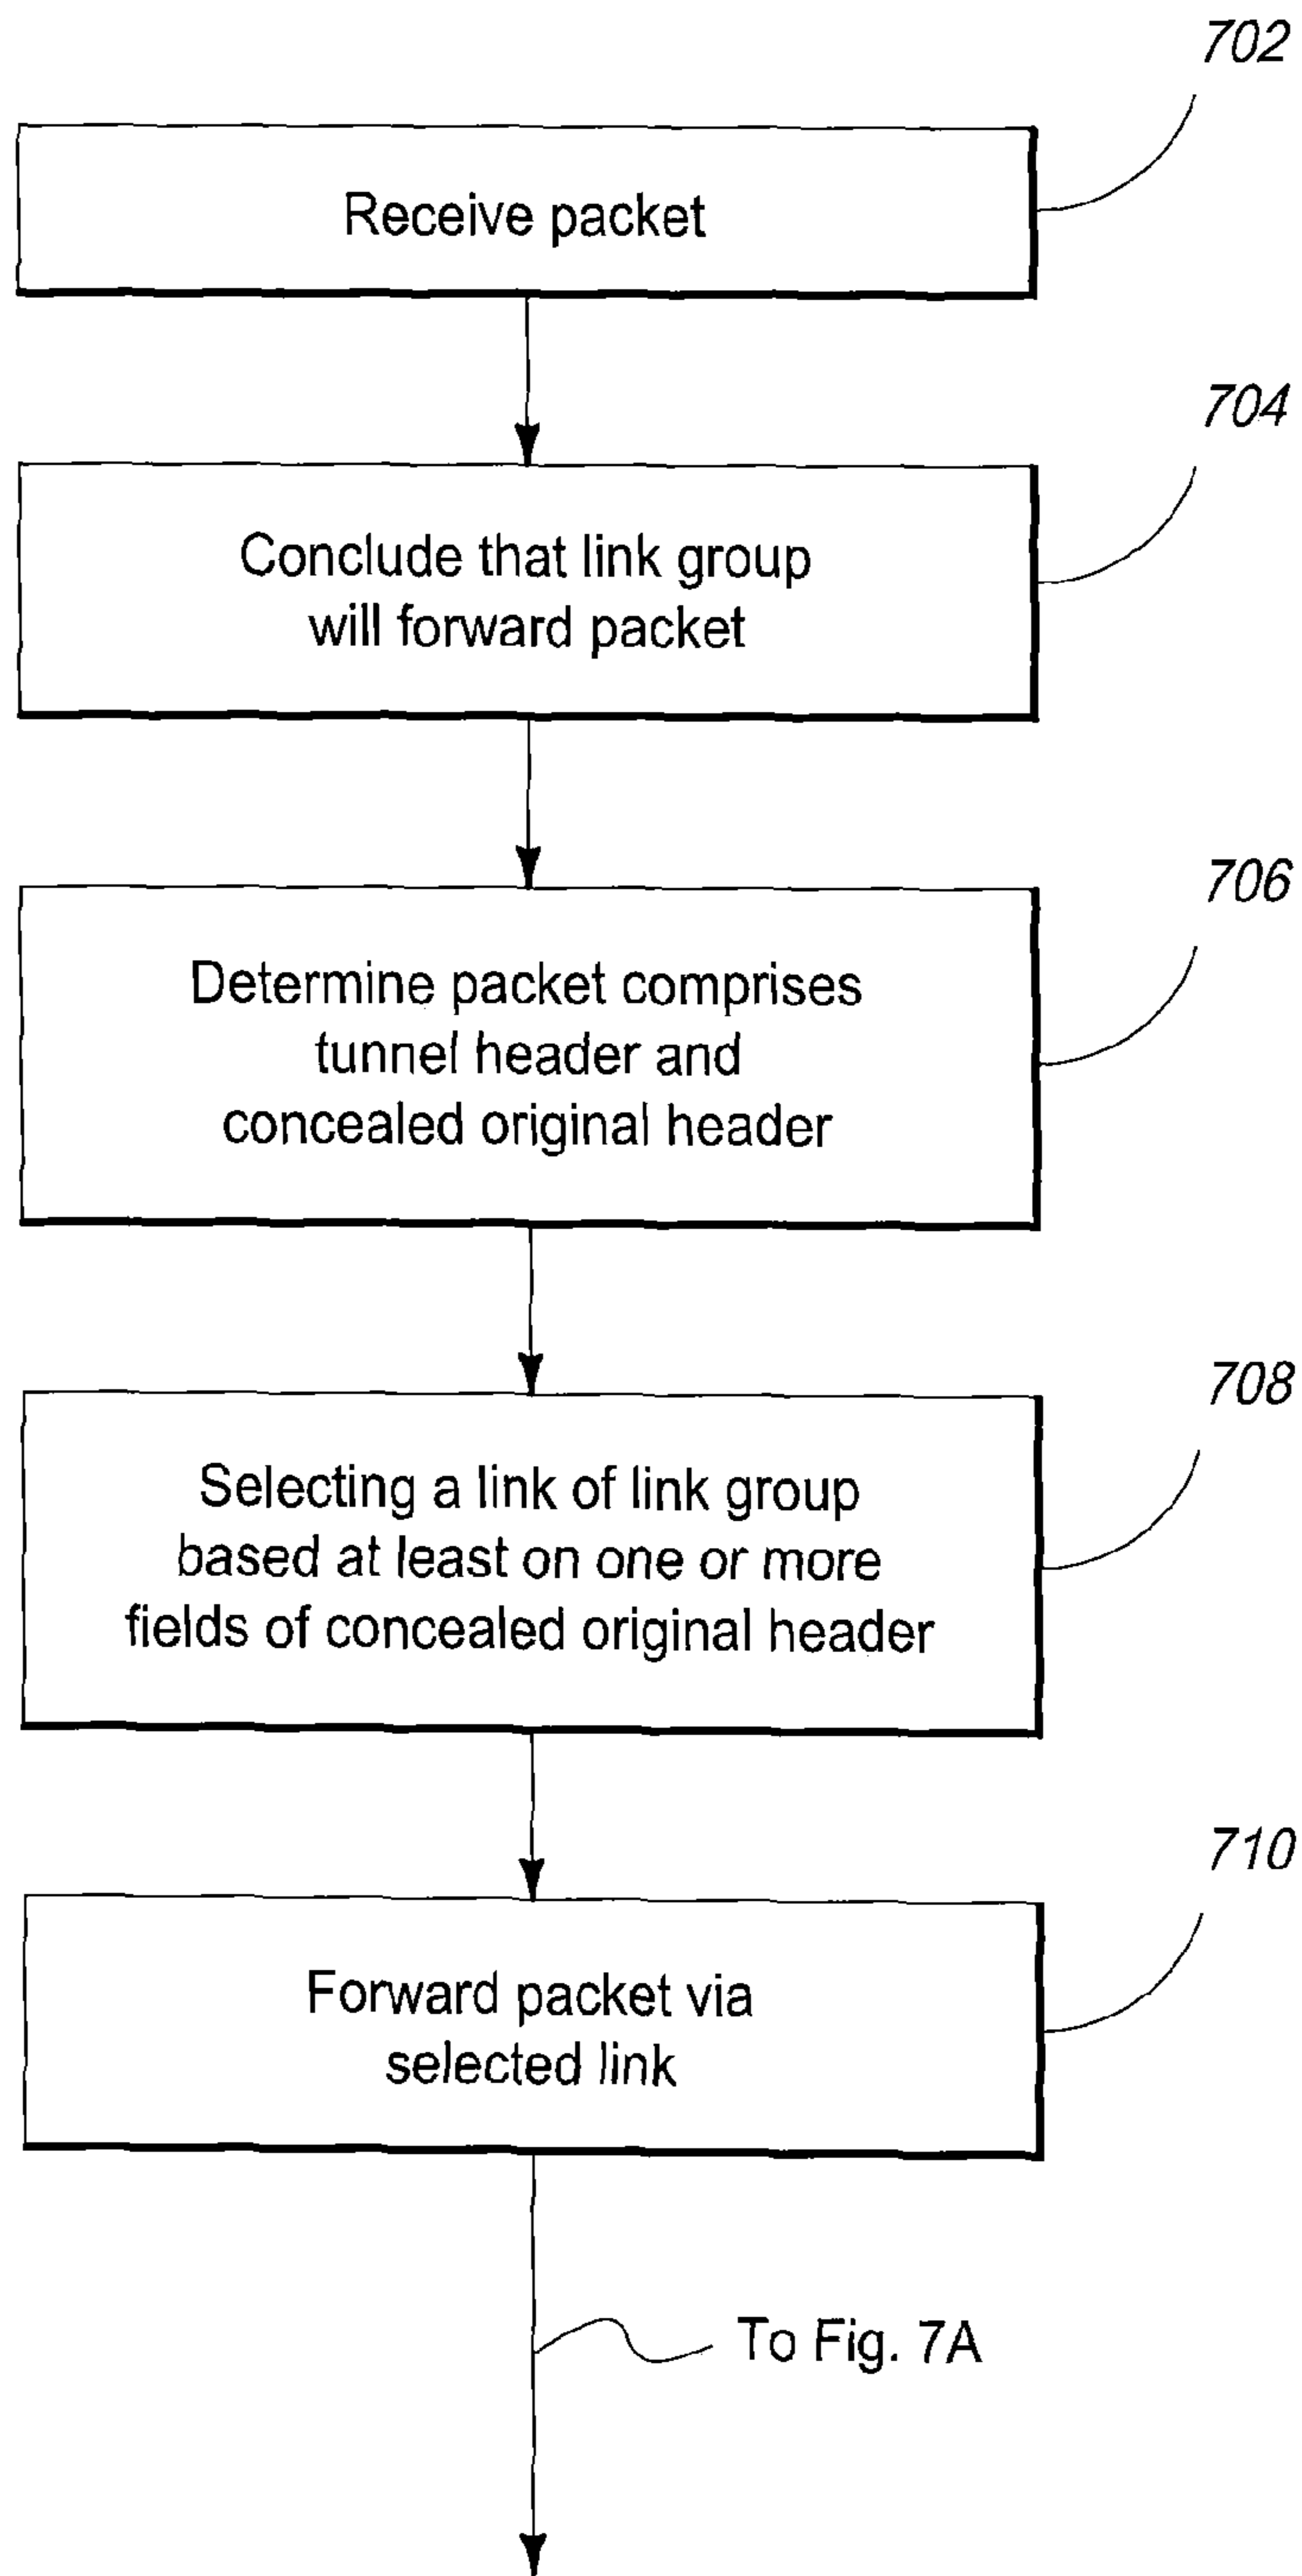 702
Receive packet
704
Conclude that link group
will forward packet
706
Determine packet comprises
tunnel header and
concealed original header
708
Selecting a link of link group
based at least on one or more
fields of concealed original header
710
Forward packet via
selected link
To Fig. 7A